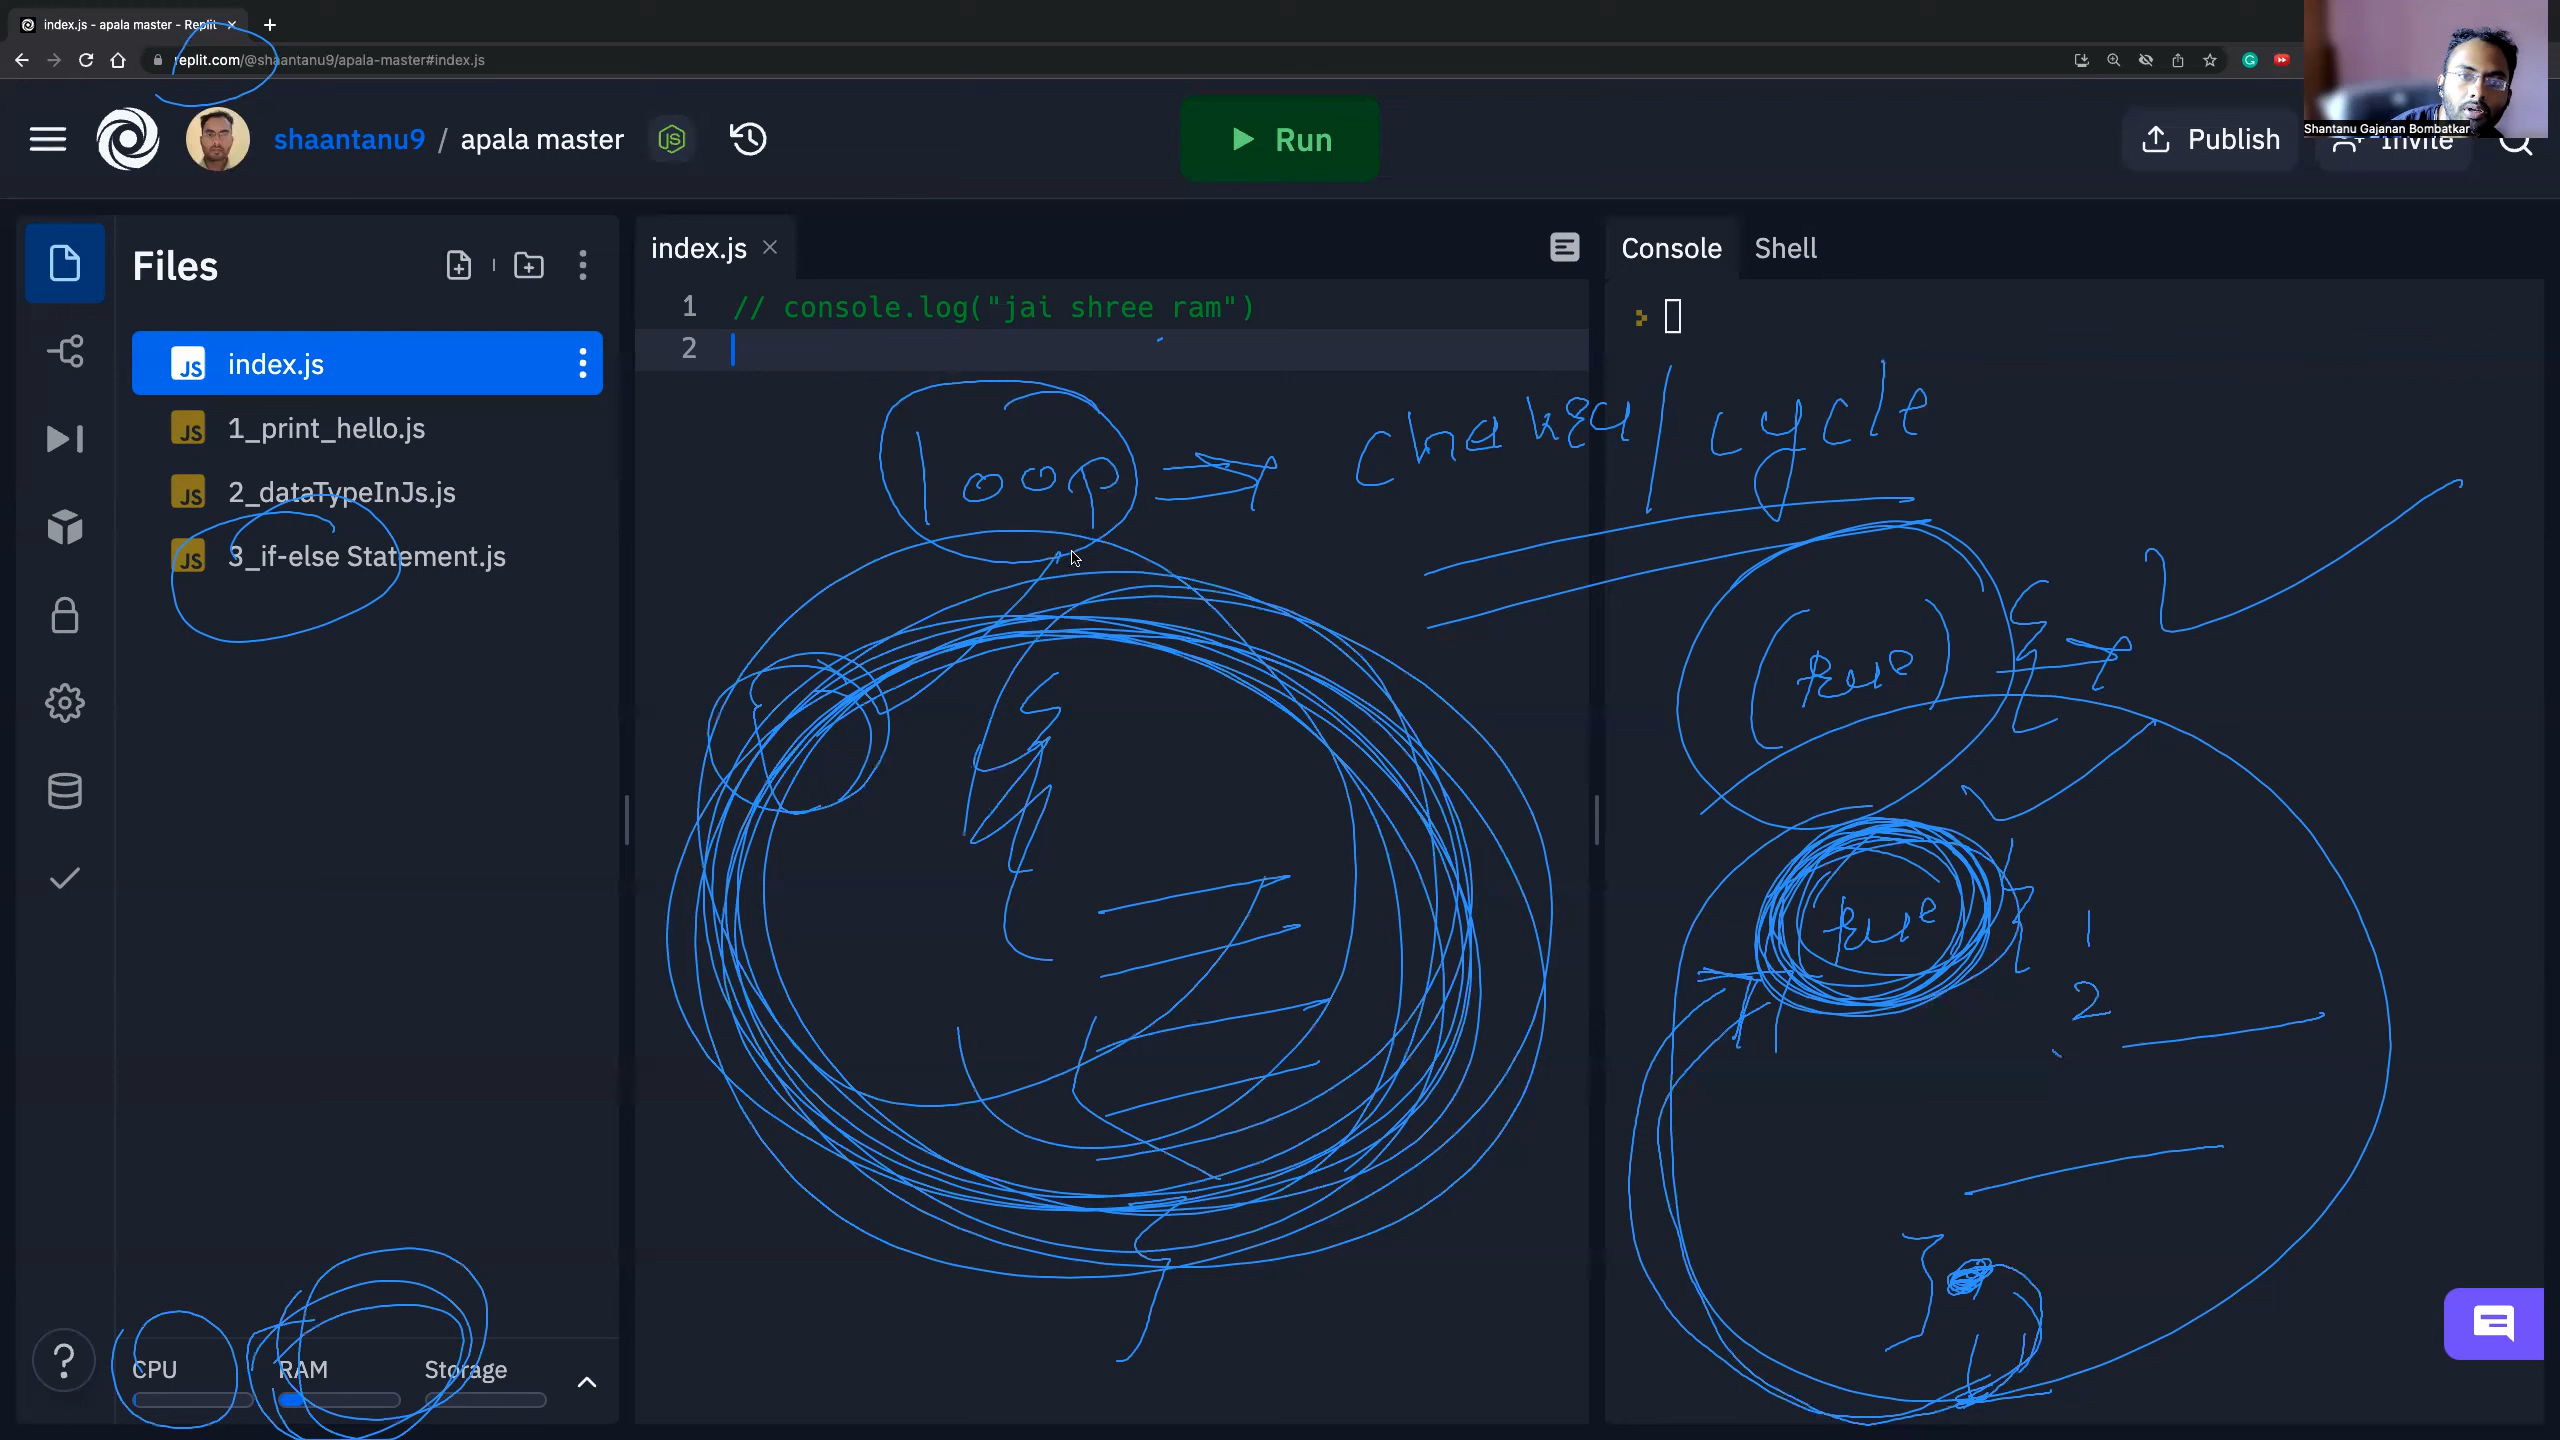 index.js - apala master - Replit
replit.com/@shaantanu9/apala-master#index.js
Shantanu Gajanan Bombatkar
shaantanu9 / apala master
Run
Publish
Invite
Files
index.js
1_print_hello.js
2_dataTypeInJs.js
3_if-else Statement.js
CPU
RAM
Storage
index.js
1 // console.log("jai shree ram")
2
Console
Shell
loop
/ cycle
true
true
1
2